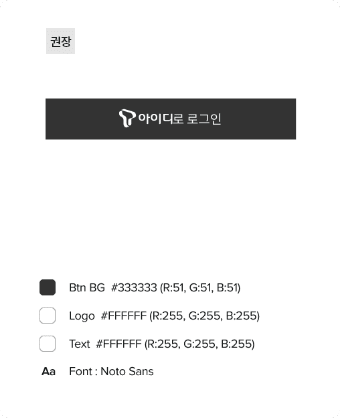 권장
아이디로 로그인
Btn BG #333333 (R:51, G:51, B:51)
Logo #FFFFFF (R:255, G:255, B:255)
Text #FFFFFF (R:255, G:255, B:255)
Aa Font : Noto Sans